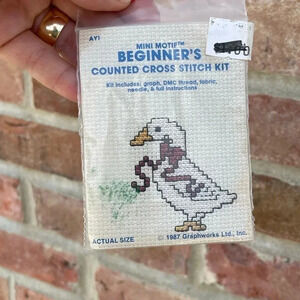 AYI
MINI MOTIF™
BEGINNER'S
COUNTED CROSS STITCH KIT
Kit includes: graph, DMC thread, fabric,
needle, & full instructions
ACTUAL SIZE
© 1987 Graphworks Ltd., Inc.